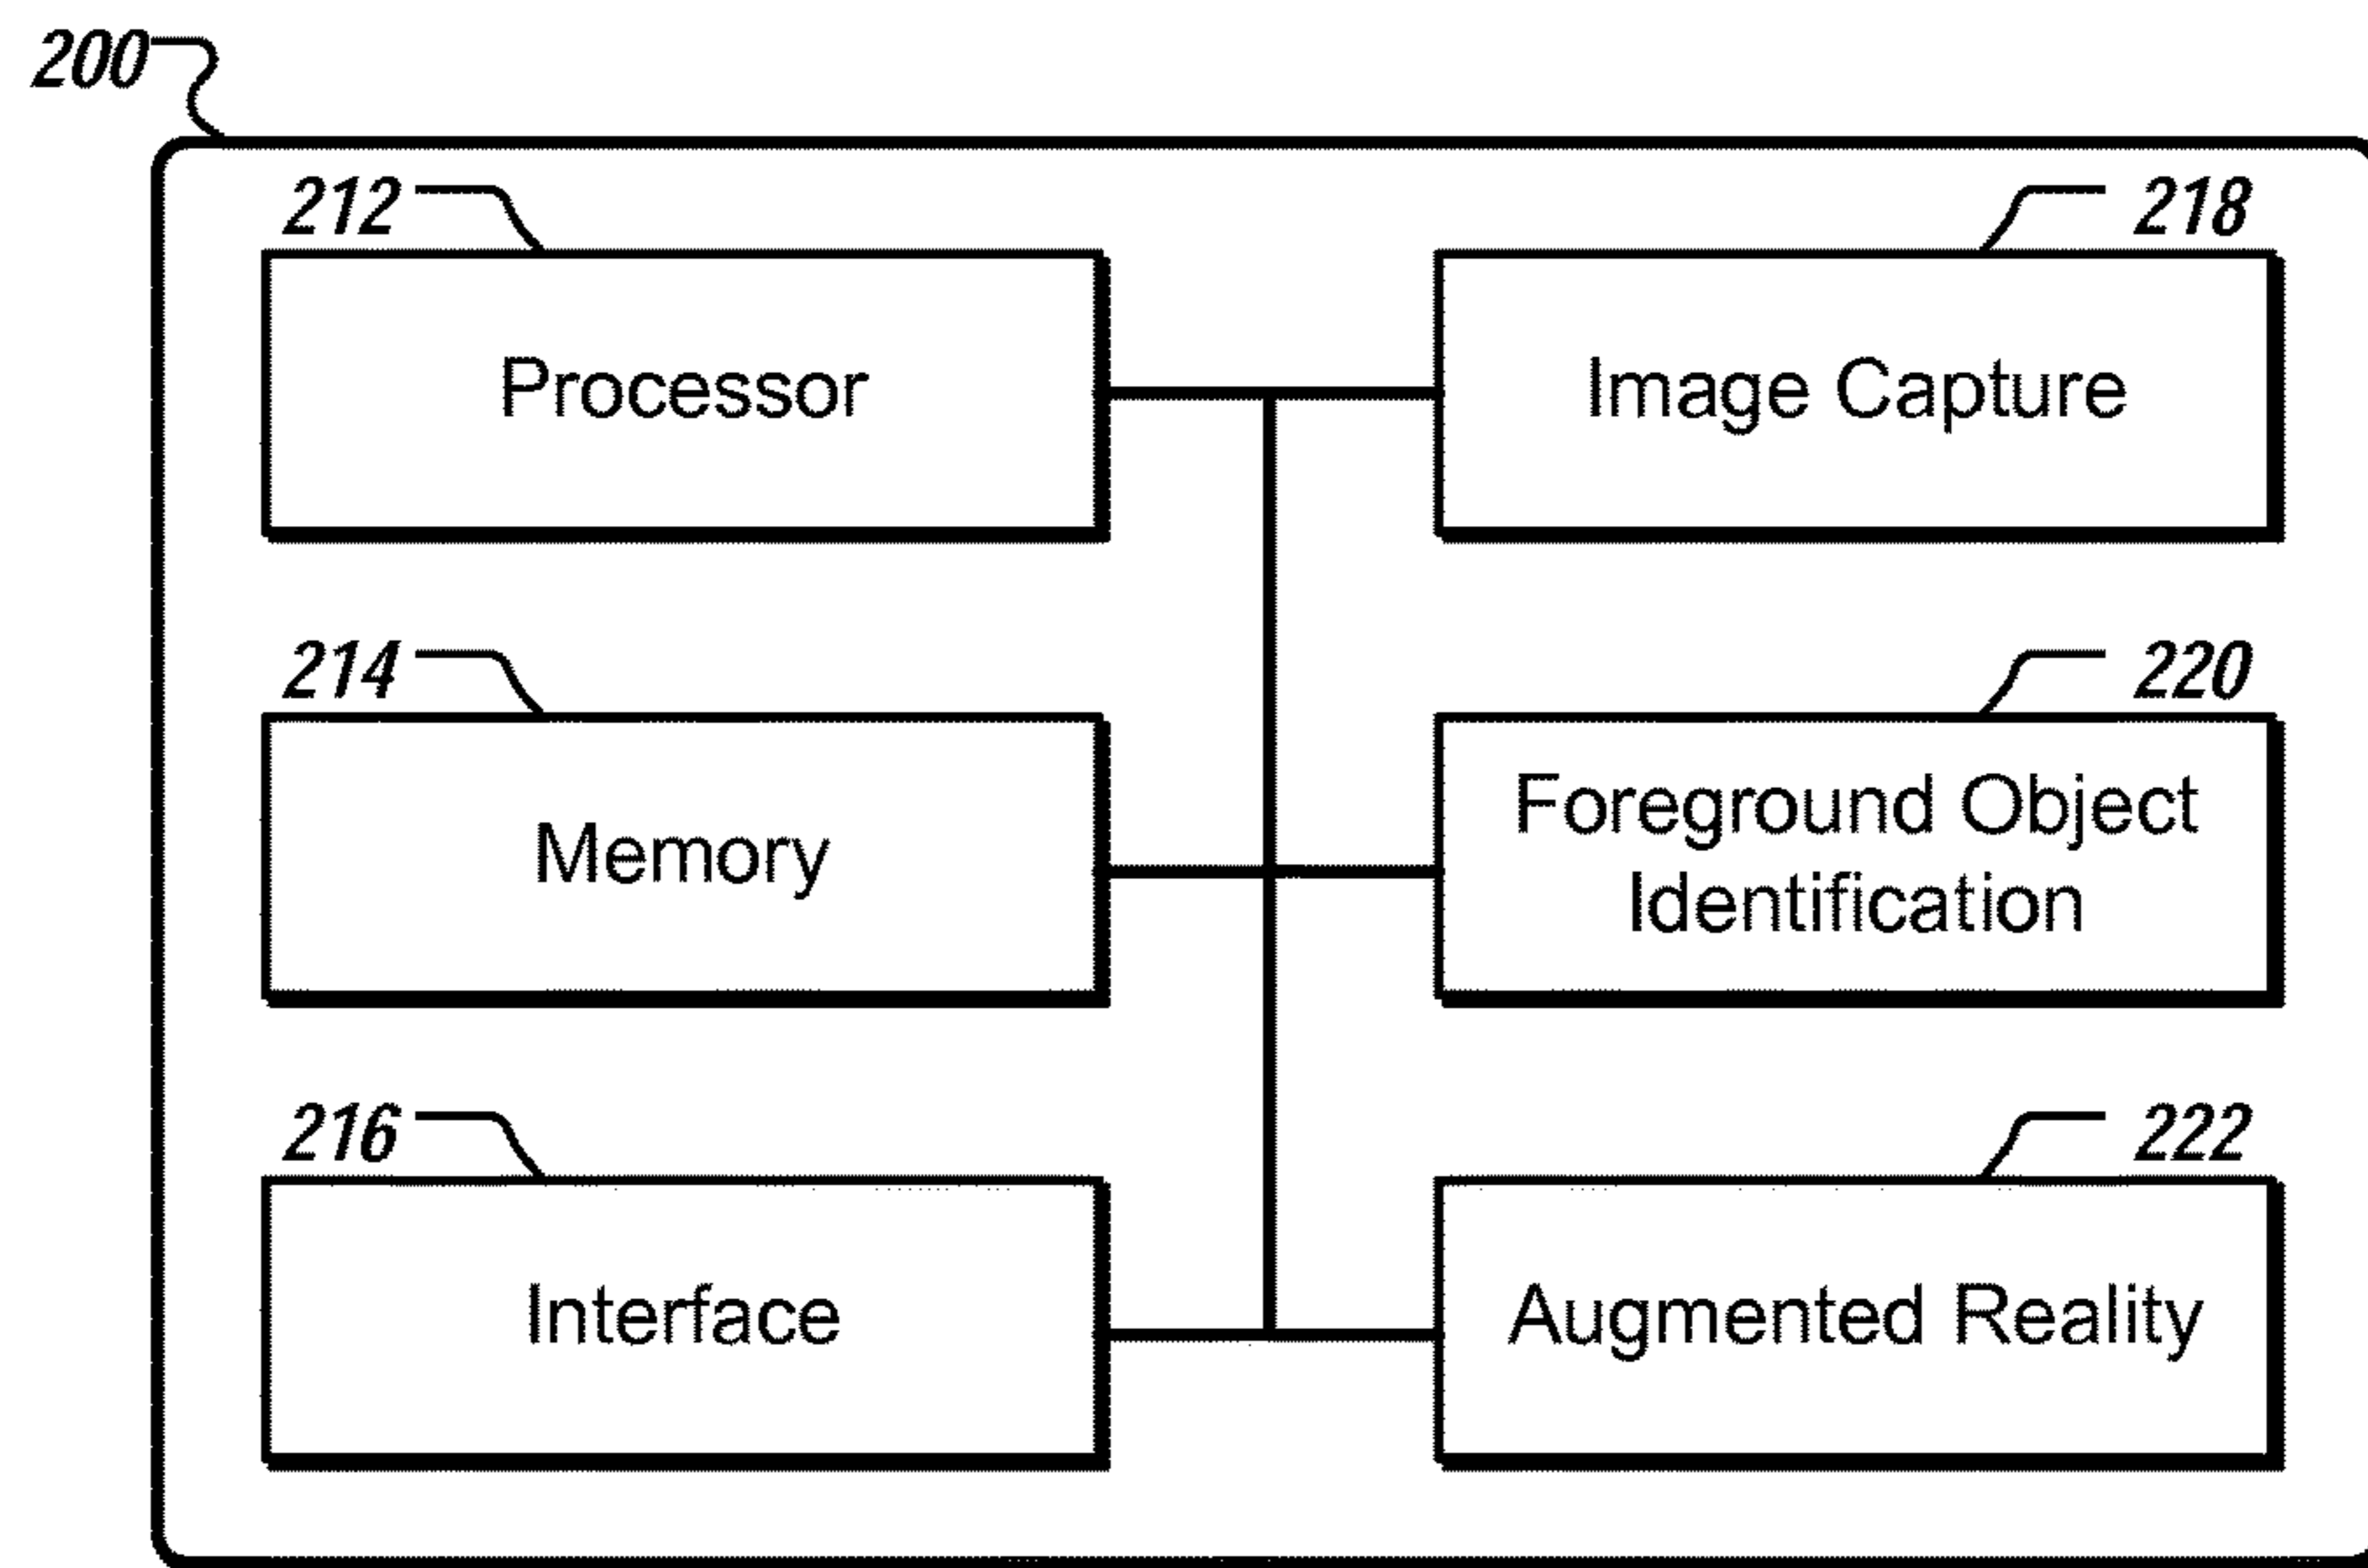 200
212
218
Processor
Image Capture
214
220
Memory
Foreground Object
Identification
216
222
Interface
Augmented Reality